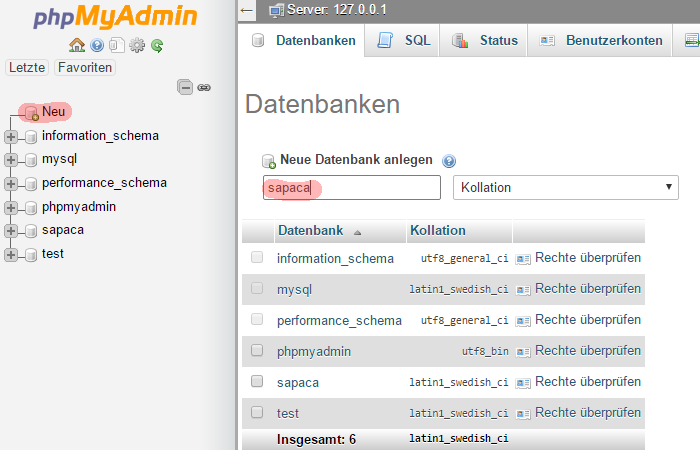 phpMyAdmin
Letzte Favoriten
Neu
information_schema
mysql
performance_schema
phpmyadmin
sapaca
test
Server: 127.0.0.1
Datenbanken SQL Status Benutzerkonten
Datenbanken
Neue Datenbank anlegen
sapaca Kollation
Datenbank Kollation
information_schema utf8_general_ci Rechte überprüfen
mysql latin1_swedish_ci Rechte überprüfen
performance_schema utf8_general_ci Rechte überprüfen
phpmyadmin utf8_bin Rechte überprüfen
sapaca latin1_swedish_ci Rechte überprüfen
test latin1_swedish_ci Rechte überprüfen
Insgesamt: 6 latin1_swedish_ci